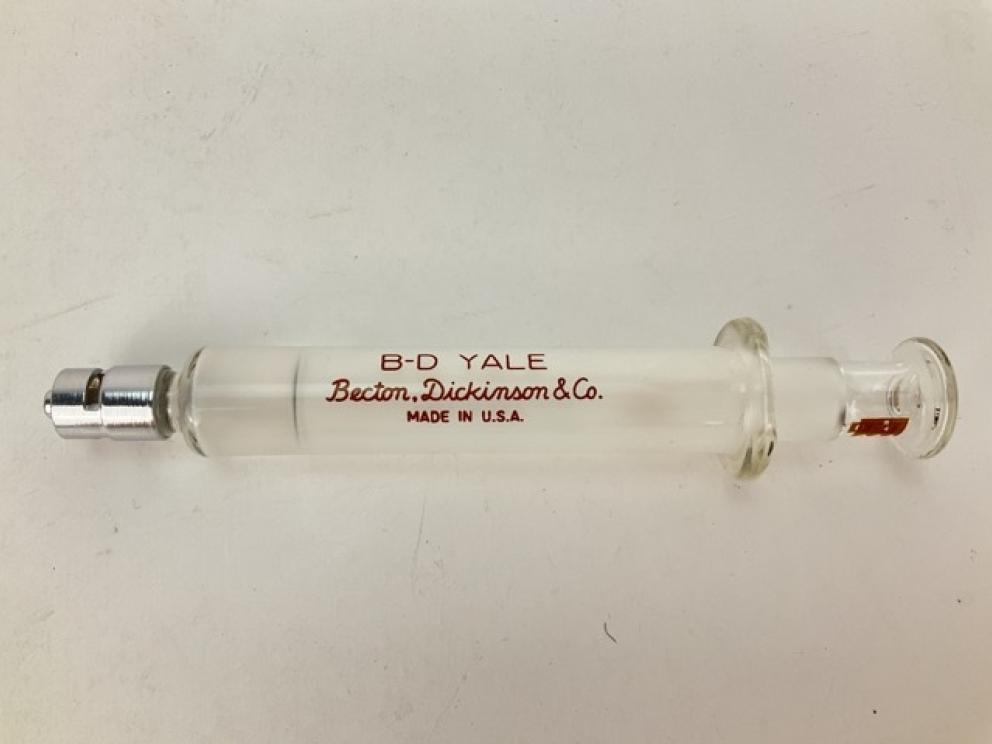 B-D YALE
Becton, Dickinson & Co.
MADE IN U.S.A.